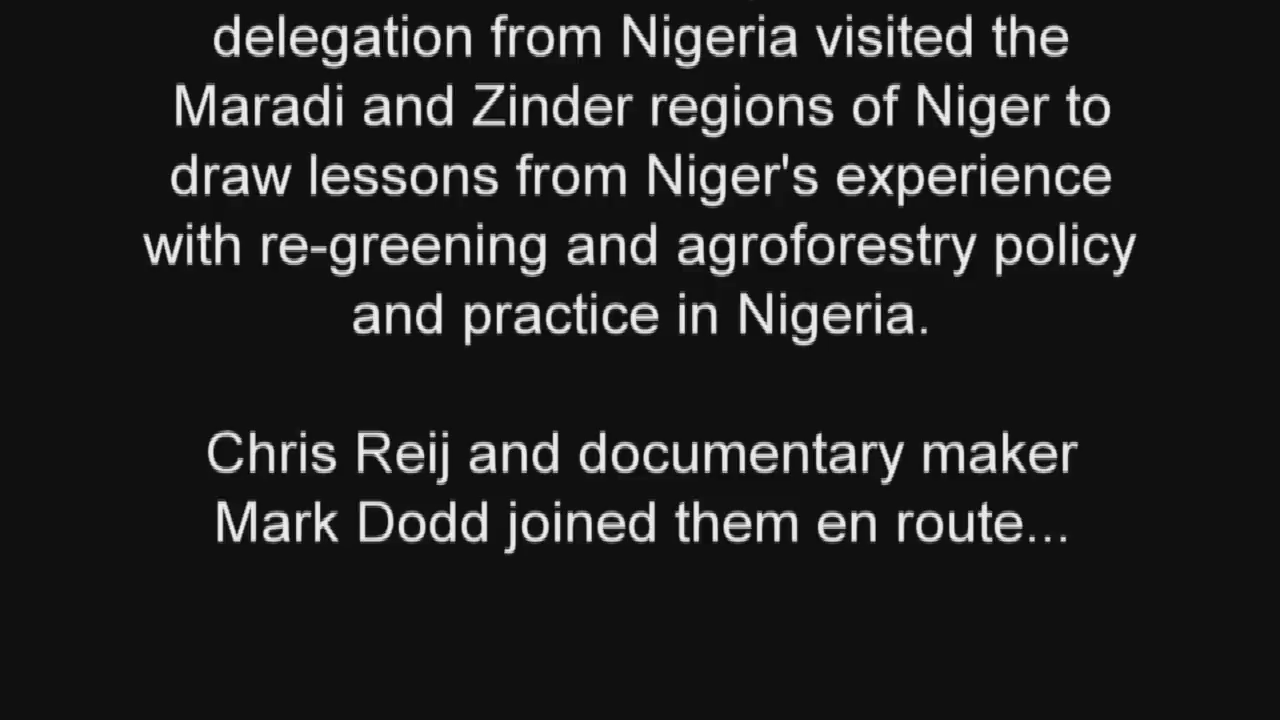 delegation from Nigeria visited the
Maradi and Zinder regions of Niger to
draw lessons from Niger's experience
with re-greening and agroforestry policy
and practice in Nigeria.
Chris Reij and documentary maker
Mark Dodd joined them en route...